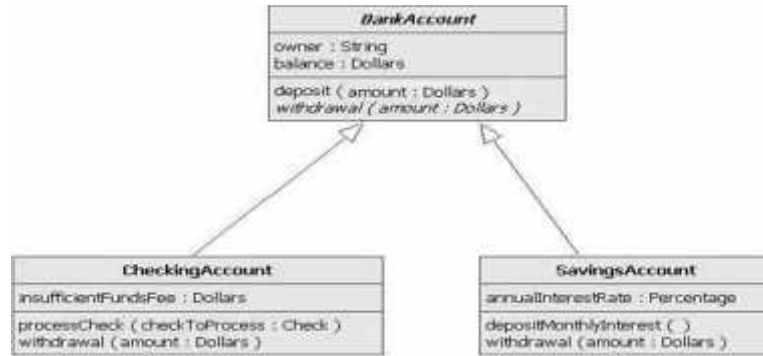 BankAccount
owner : String
balance : Dollars
deposit ( amount : Dollars )
withdrawal ( amount : Dollars )
CheckingAccount
insufficientFundsFee : Dollars
processCheck ( checkToProcess : Check )
withdrawal ( amount : Dollars )
SavingsAccount
annualInterestRate : Percentage
depositMonthlyInterest ( )
withdrawal ( amount : Dollars )